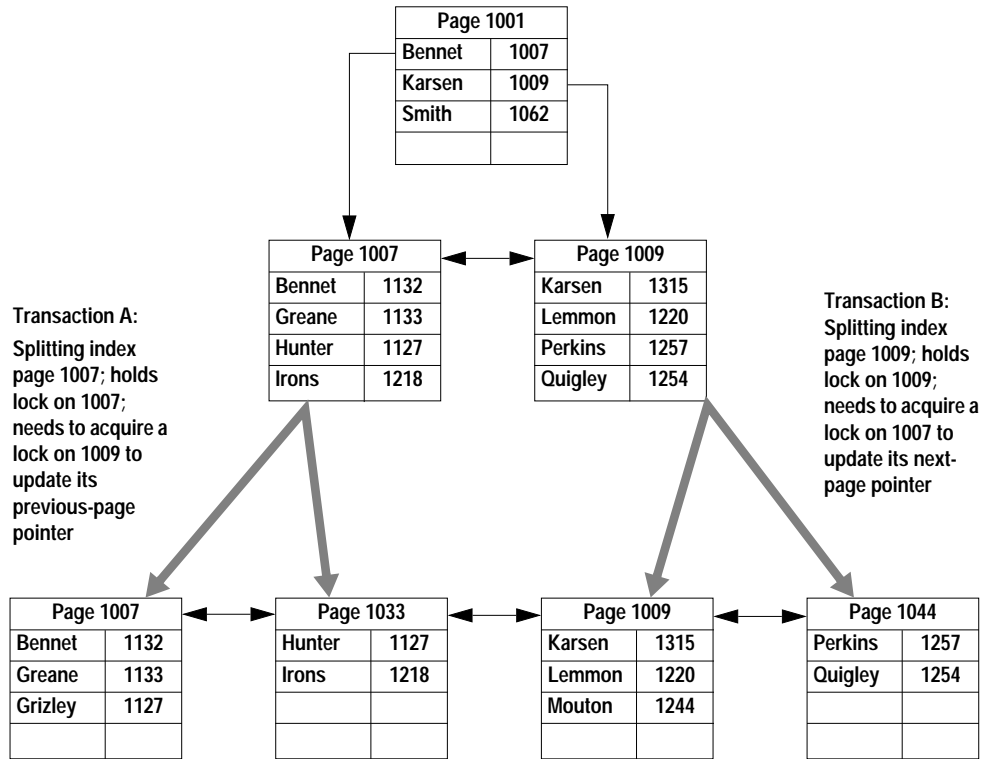 Page 1001
Bennet 1007
Karsen 1009
Smith 1062
Page 1007
Bennet 1132
Greane 1133
Hunter 1127
Irons 1218
Page 1009
Karsen 1315
Lemmon 1220
Perkins 1257
Quigley 1254
Transaction A:
Splitting index
page 1007; holds
lock on 1007;
needs to acquire a
lock on 1009 to
update its
previous-page
pointer
Transaction B:
Splitting index
page 1009; holds
lock on 1009;
needs to acquire a
lock on 1007 to
update its next-
page pointer
Page 1007
Bennet 1132
Greane 1133
Grizley 1127
Page 1033
Hunter 1127
Irons 1218
Page 1009
Karsen 1315
Lemmon 1220
Mouton 1244
Page 1044
Perkins 1257
Quigley 1254